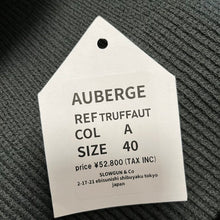 AUBERGE
REF TRUFFAUT
COL A
SIZE 40
price ¥52.800 (TAX INC)
SLOWGUN & Co
2-17-21 ebisunishi shibuyaku tokyo
japan